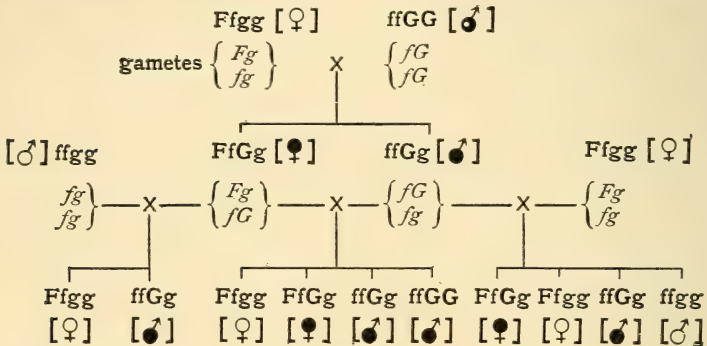 Ffgg [♀] ffGG [♂]
gametes { Fg } × { fG
{ fg } { fG
[♂] ffgg FfGg [♀] ffGg [♂] Ffgg [♀]
fg } × { Fg × { fG × { Fg
fg } { fG { fg { fg
Ffgg ffGg Ffgg FfGg ffGg ffGG FfGg Ffgg ffGg ffgg
[♀] [♂] [♀] [♀] [♂] [♂] [♀] [♀] [♂] [♂]